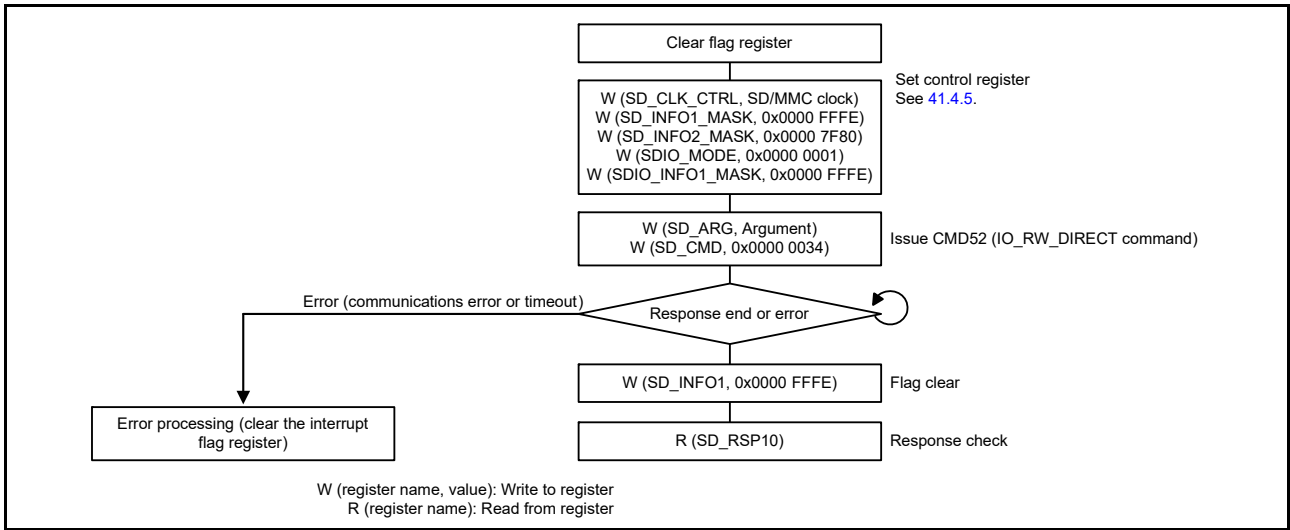 Clear flag register
W (SD_CLK_CTRL, SD/MMC clock)
W (SD_INFO1_MASK, 0x0000 FFFE)
W (SD_INFO2_MASK, 0x0000 7F80)
W (SDIO_MODE, 0x0000 0001)
W (SDIO_INFO1_MASK, 0x0000 FFFE)
Set control register
See 41.4.5.
W (SD_ARG, Argument)
W (SD_CMD, 0x0000 0034)
Issue CMD52 (IO_RW_DIRECT command)
Error (communications error or timeout)
Response end or error
W (SD_INFO1, 0x0000 FFFE)
Flag clear
Error processing (clear the interrupt
flag register)
R (SD_RSP10)
Response check
W (register name, value): Write to register
R (register name): Read from register